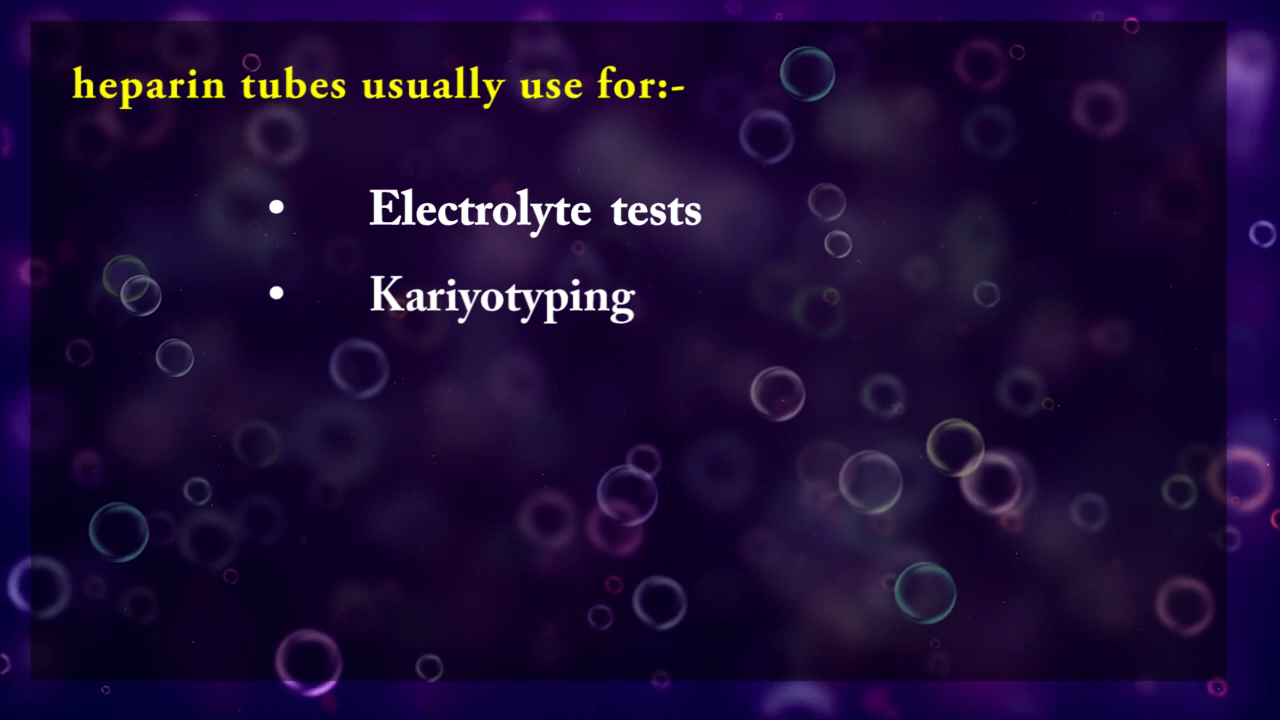 heparin tubes usually use for:-
• Electrolyte tests
• Kariyotyping